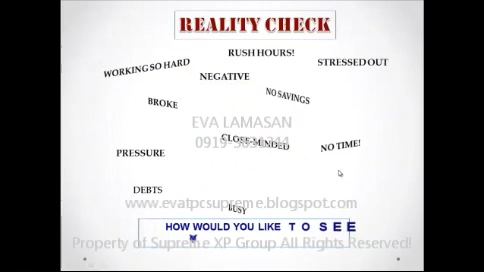 REALITY CHECK
RUSH HOURS!
WORKING SO HARD
STRESSED OUT
NEGATIVE
NO SAVINGS
BROKE
EVA LAMASAN
CLOSE-MINDED
NO TIME!
PRESSURE
DEBTS
www.evatpcsupreme.blogspot.com
BUSY
HOW WOULD YOU LIKE TO SEE
Property of Supreme XP Group All Rights Reserved!